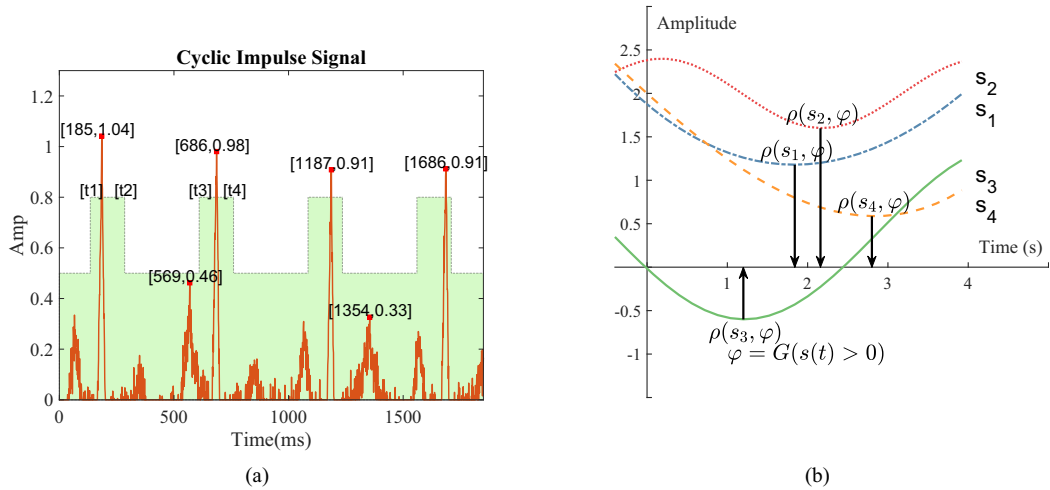 Cyclic Impulse Signal
1.2
1
0.8
0.6
0.4
0.2
0
Amp
[185,1.04]
[686,0.98]
[1187,0.91]
[1686,0.91]
[t1]
[t2]
[t3]
[t4]
[569,0.46]
[1354,0.33]
0
500
1000
1500
Time(ms)
(a)
Amplitude
2.5
2
1.5
1
0.5
-0.5
-1
1
2
3
4
Time (s)
s₂
s₁
s₃
s₄
ρ(s₂, φ)
ρ(s₁, φ)
ρ(s₄, φ)
ρ(s₃, φ)
φ = G(s(t) > 0)
(b)